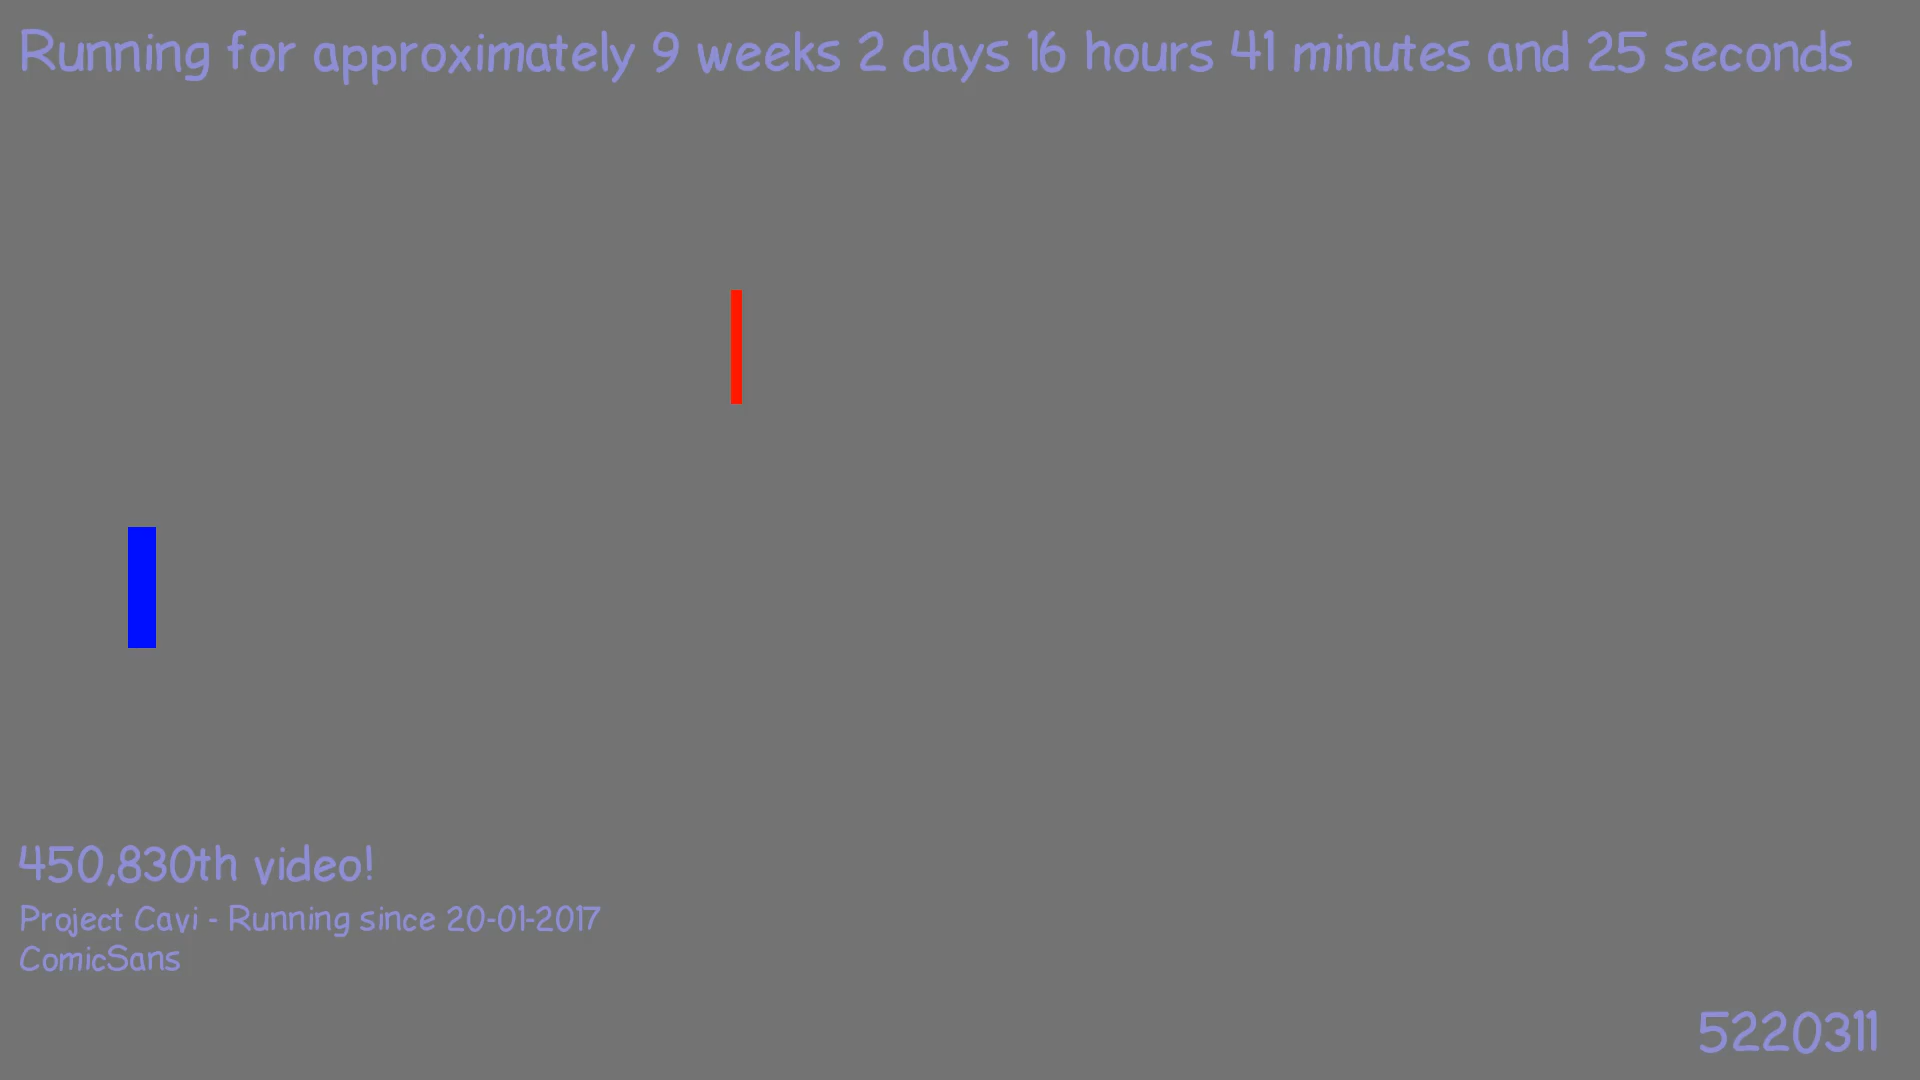 Running for approximately 9 weeks 2 days 16 hours 41 minutes and 25 seconds
450,830th video!
Project Cavi - Running since 20-01-2017
ComicSans
5220311